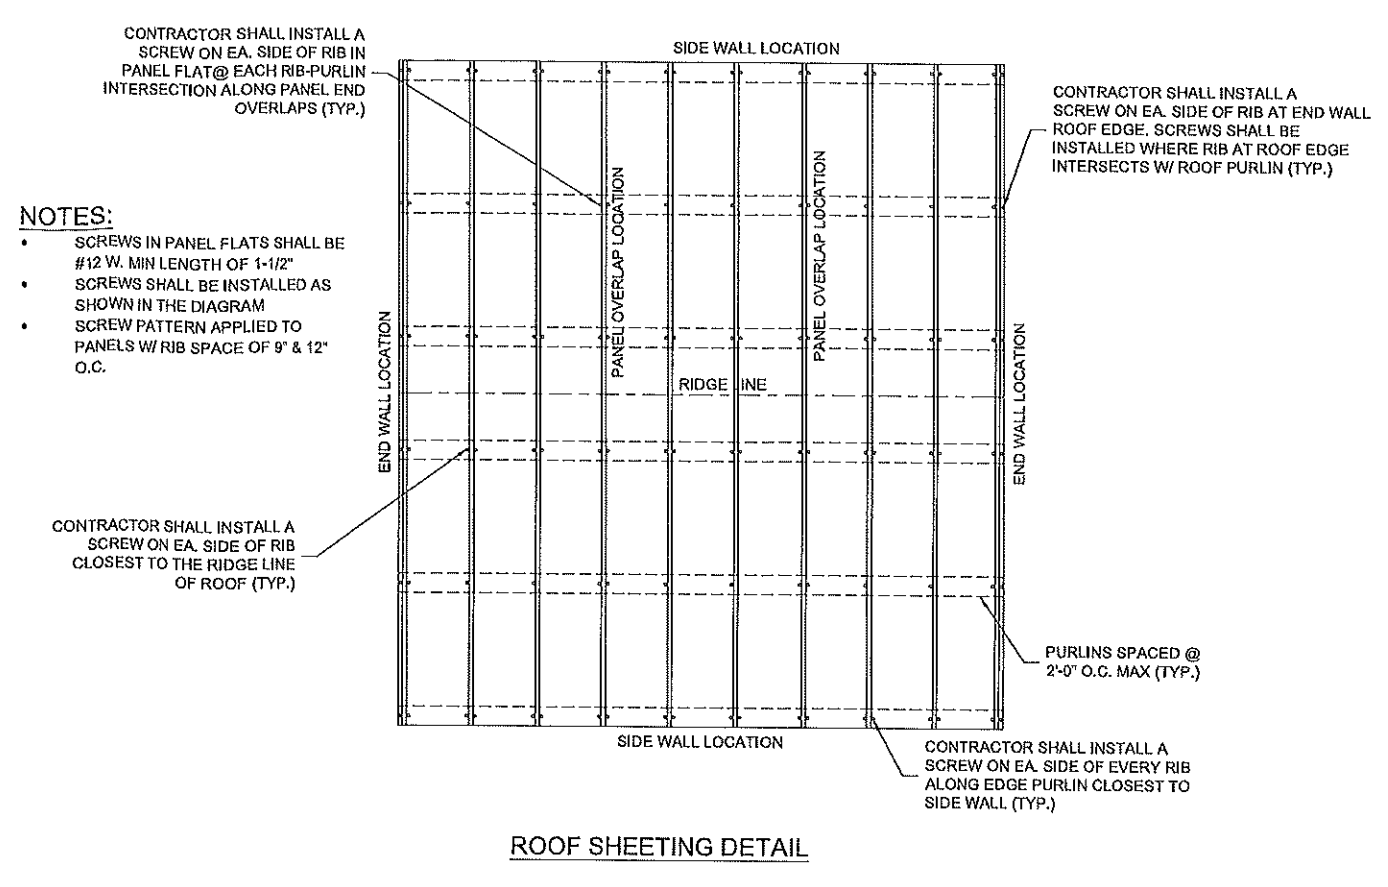 CONTRACTOR SHALL INSTALL A
SCREW ON EA. SIDE OF RIB IN
PANEL FLAT@ EACH RIB-PURLIN
INTERSECTION ALONG PANEL END
OVERLAPS (TYP.)
SIDE WALL LOCATION
CONTRACTOR SHALL INSTALL A
SCREW ON EA. SIDE OF RIB AT END WALL
ROOF EDGE, SCREWS SHALL BE
INSTALLED WHERE RIB AT ROOF EDGE
INTERSECTS W/ ROOF PURLIN (TYP.)
NOTES:
• SCREWS IN PANEL FLATS SHALL BE
#12 W. MIN LENGTH OF 1-1/2"
• SCREWS SHALL BE INSTALLED AS
SHOWN IN THE DIAGRAM
• SCREW PATTERN APPLIED TO
PANELS W/ RIB SPACE OF 9" & 12"
O.C.
END WALL LOCATION
PANEL OVERLAP LOCATION
PANEL OVERLAP LOCATION
END WALL LOCATION
RIDGE LINE
CONTRACTOR SHALL INSTALL A
SCREW ON EA. SIDE OF RIB
CLOSEST TO THE RIDGE LINE
OF ROOF (TYP.)
PURLINS SPACED @
2'-0" O.C. MAX (TYP.)
SIDE WALL LOCATION
CONTRACTOR SHALL INSTALL A
SCREW ON EA. SIDE OF EVERY RIB
ALONG EDGE PURLIN CLOSEST TO
SIDE WALL (TYP.)
ROOF SHEETING DETAIL